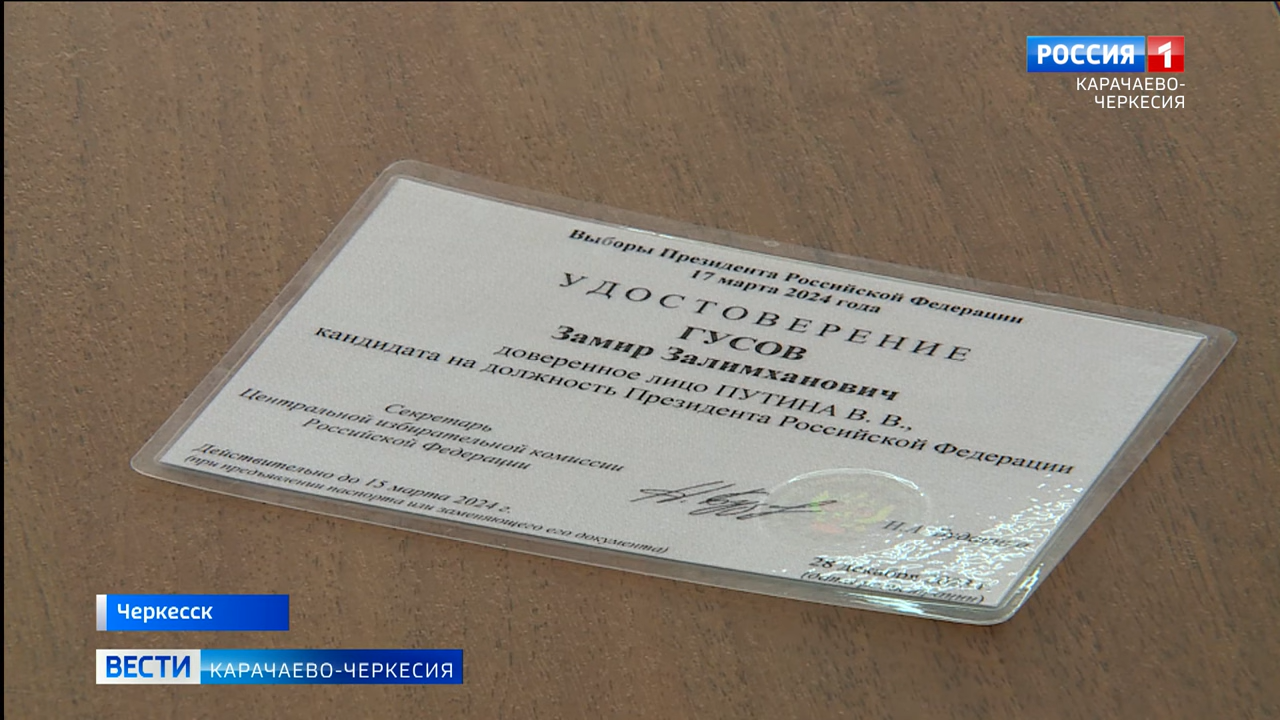 РОССИЯ 1
КАРАЧАЕВО-
ЧЕРКЕСИЯ
Выборы Президента Российской Федерации
17 марта 2024 года
УДОСТОВЕРЕНИЕ
ГУСОВ
Замир Залимханович
доверенное лицо ПУТИНА В. В.,
кандидата на должность Президента Российской Федерации
Секретарь
Центральной избирательной комиссии
Российской Федерации
Действительно до 15 марта 2024 г.
(при предъявлении паспорта или заменяющего его документа)
28 декабря
Черкесск
ВЕСТИ КАРАЧАЕВО-ЧЕРКЕСИЯ